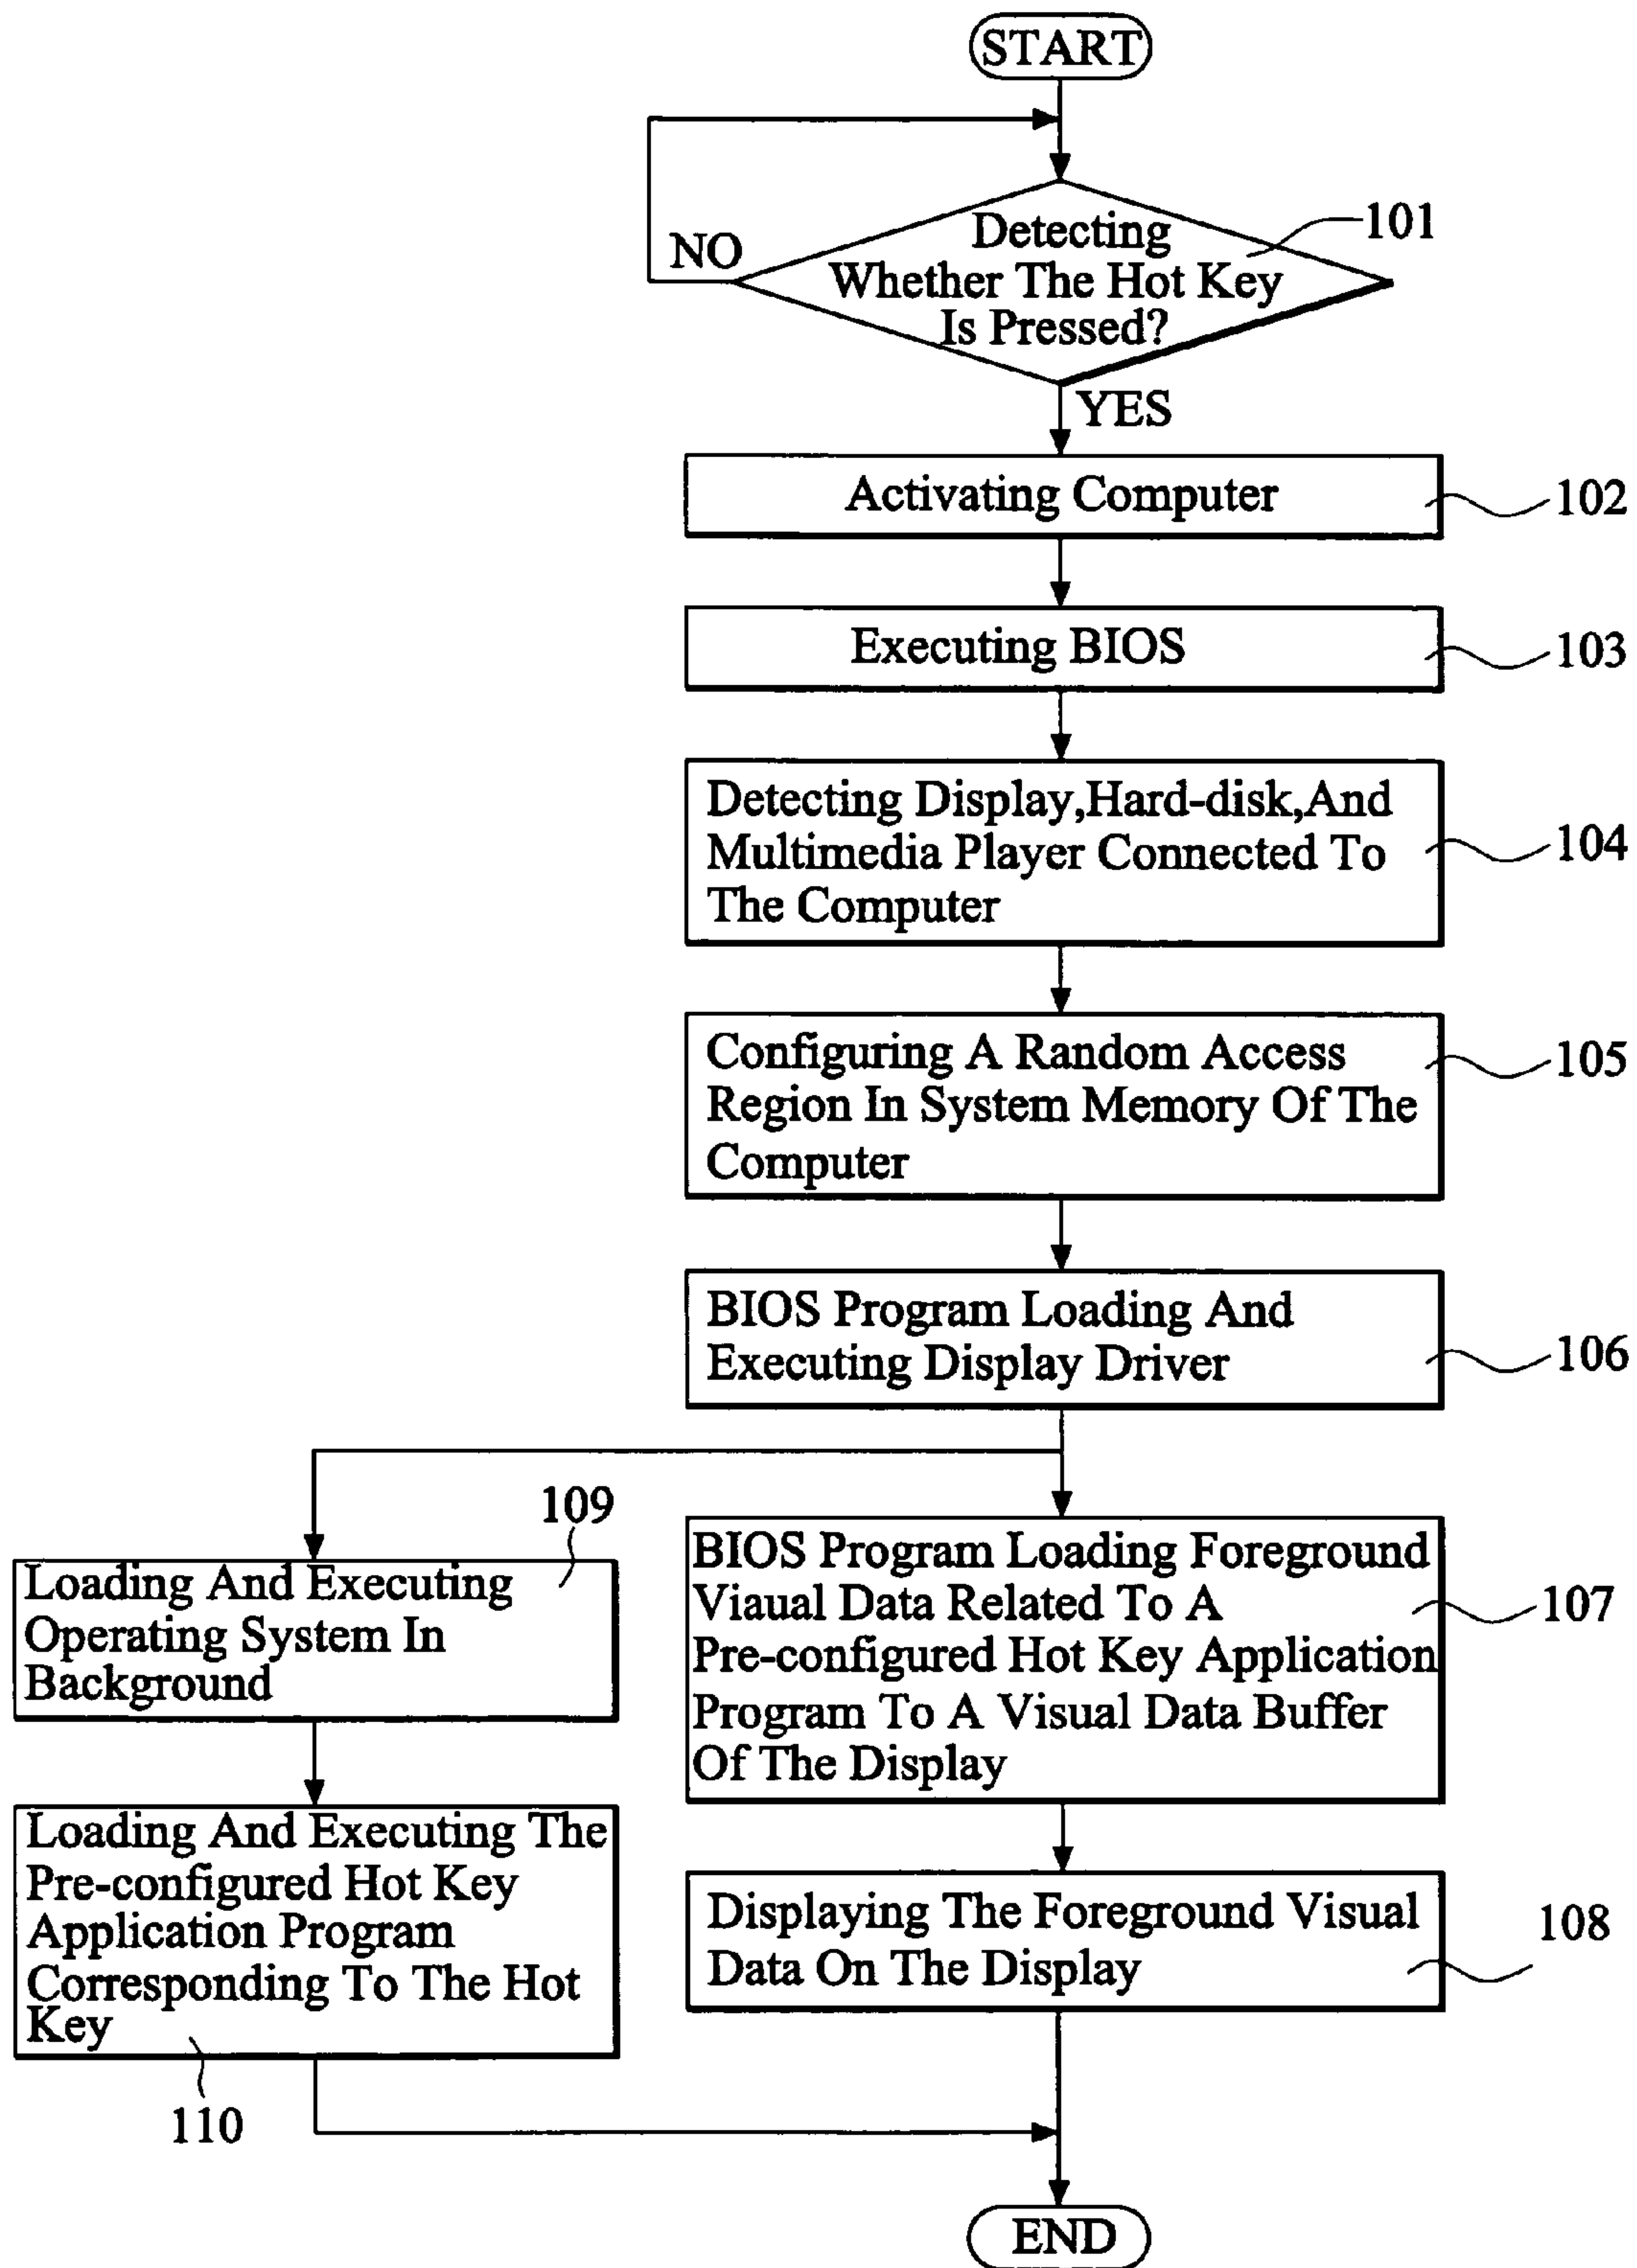 START
NO
Detecting
Whether The Hot Key
Is Pressed?
101
YES
Activating Computer
102
Executing BIOS
103
Detecting Display,Hard-disk,And
Multimedia Player Connected To
The Computer
104
Configuring A Random Access
Region In System Memory Of The
Computer
105
BIOS Program Loading And
Executing Display Driver
106
109
Loading And Executing
Operating System In
Background
BIOS Program Loading Foreground
Viaual Data Related To A
Pre-configured Hot Key Application
Program To A Visual Data Buffer
Of The Display
107
Loading And Executing The
Pre-configured Hot Key
Application Program
Corresponding To The Hot
Key
110
Displaying The Foreground Visual
Data On The Display
108
END